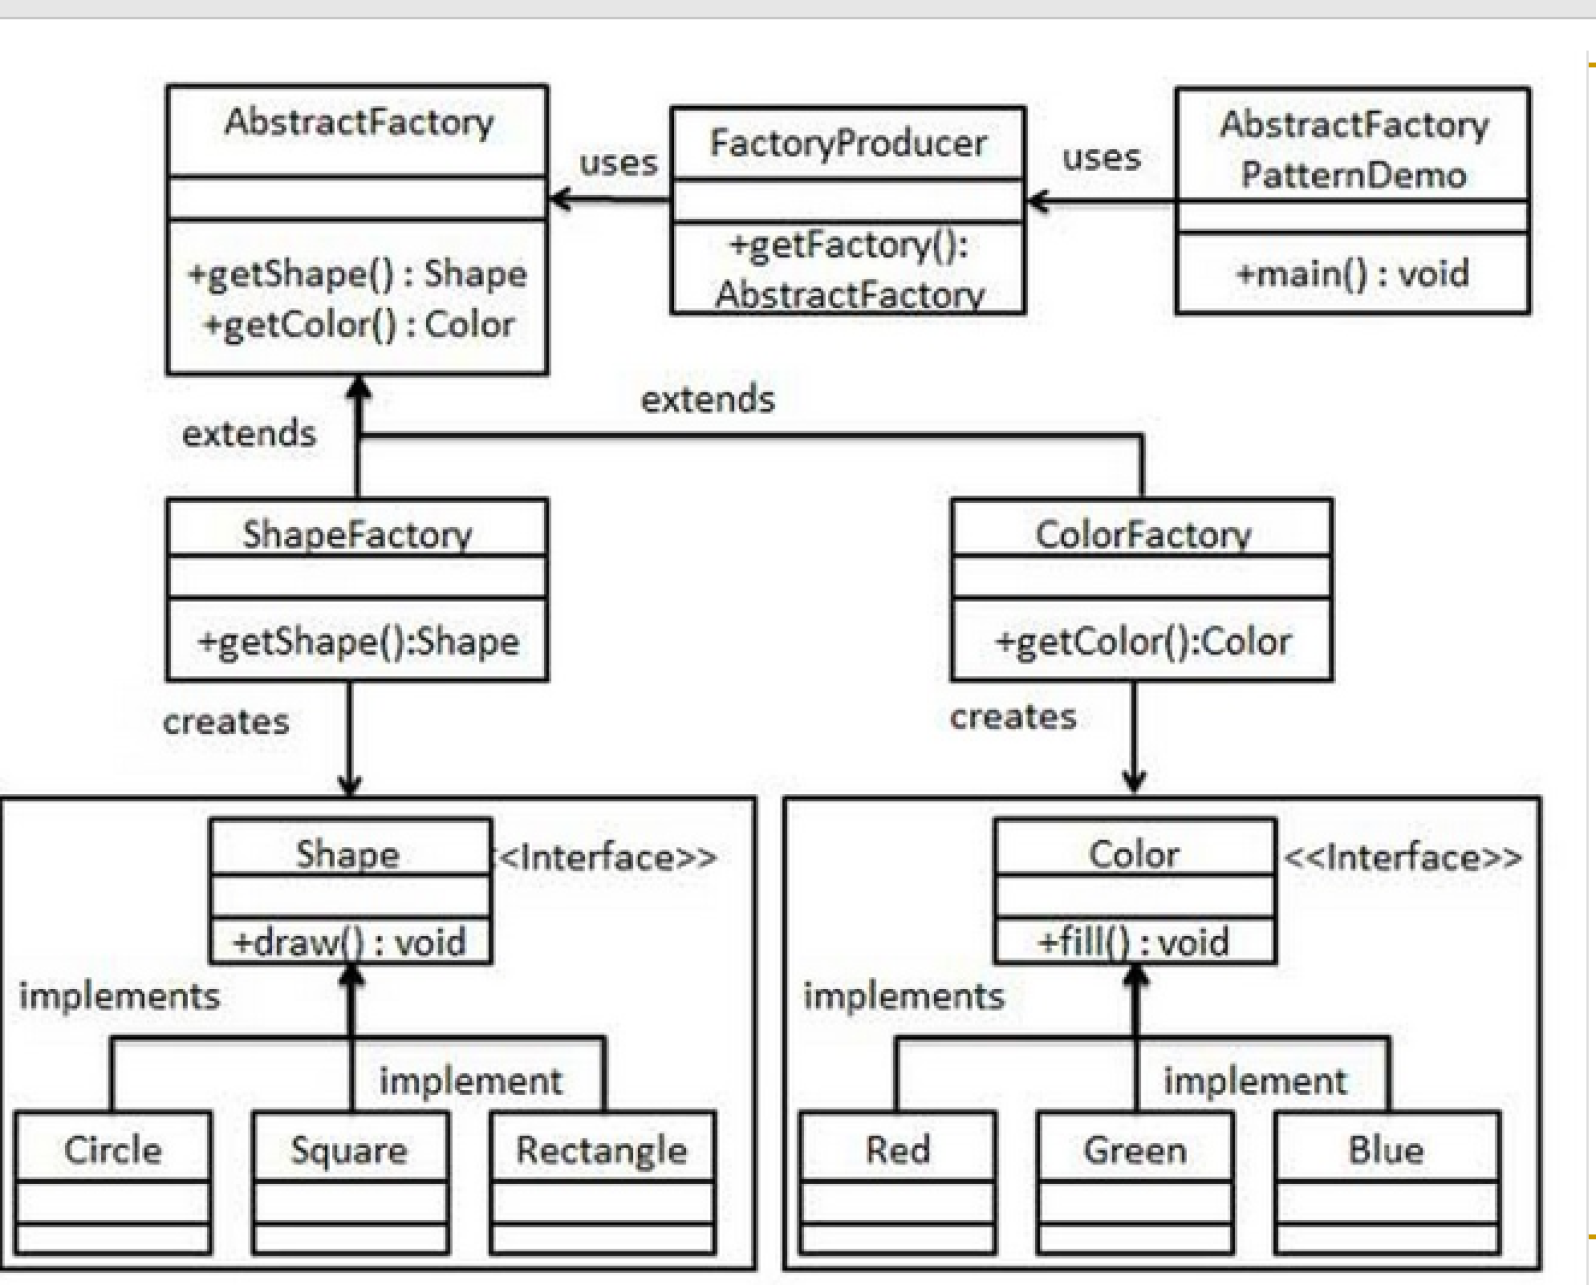 AbstractFactory
+getShape() : Shape
+getColor() : Color
uses
FactoryProducer
+getFactory():
AbstractFactory
uses
AbstractFactory
PatternDemo
+main() : void
extends
extends
ShapeFactory
+getShape():Shape
ColorFactory
+getColor():Color
creates
creates
Shape
<<Interface>>
+draw() : void
implements
implement
Circle
Square
Rectangle
Color
<<Interface>>
+fill() : void
implements
implement
Red
Green
Blue